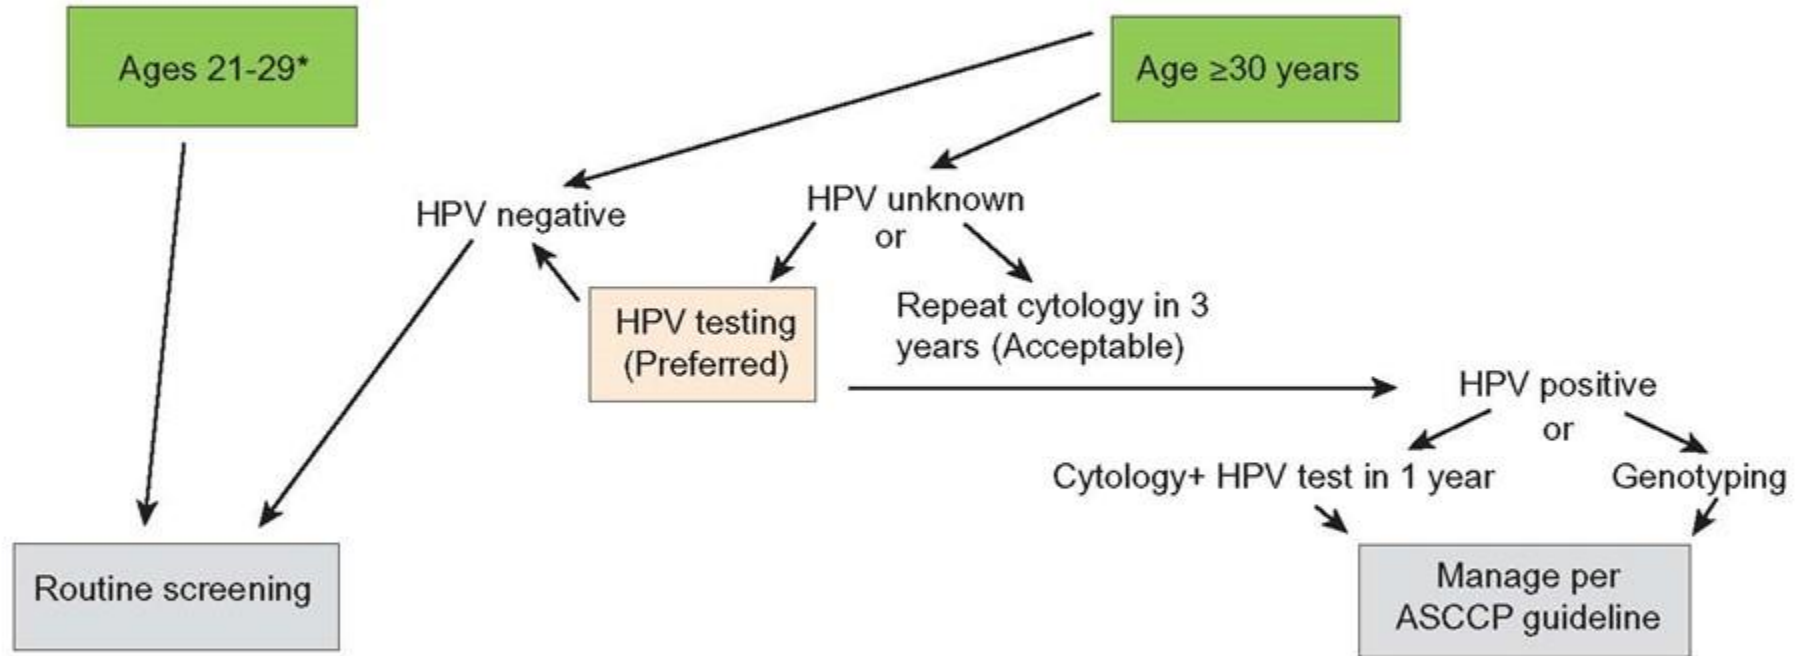 Ages 21-29*
Age ≥30 years
HPV negative
HPV unknown
or
HPV testing
(Preferred)
Repeat cytology in 3
years (Acceptable)
HPV positive
or
Cytology+ HPV test in 1 year
Genotyping
Routine screening
Manage per
ASCCP guideline